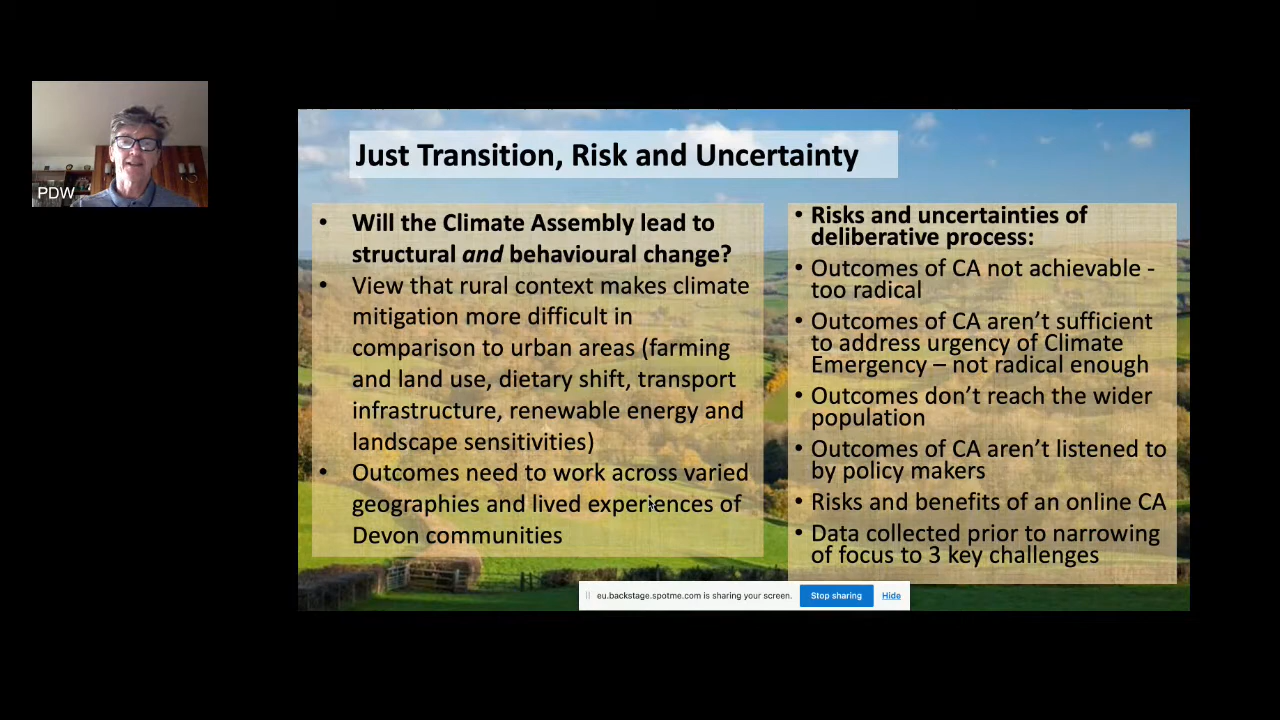 PDW
Just Transition, Risk and Uncertainty
• Will the Climate Assembly lead to
structural and behavioural change?
• View that rural context makes climate
mitigation more difficult in
comparison to urban areas (farming
and land use, dietary shift, transport
infrastructure, renewable energy and
landscape sensitivities)
• Outcomes need to work across varied
geographies and lived experiences of
Devon communities
• Risks and uncertainties of
deliberative process:
• Outcomes of CA not achievable -
too radical
• Outcomes of CA aren’t sufficient
to address urgency of Climate
Emergency – not radical enough
• Outcomes don’t reach the wider
population
• Outcomes of CA aren’t listened to
by policy makers
• Risks and benefits of an online CA
• Data collected prior to narrowing
of focus to 3 key challenges
eu.backstage.spotme.com is sharing your screen. Stop sharing Hide